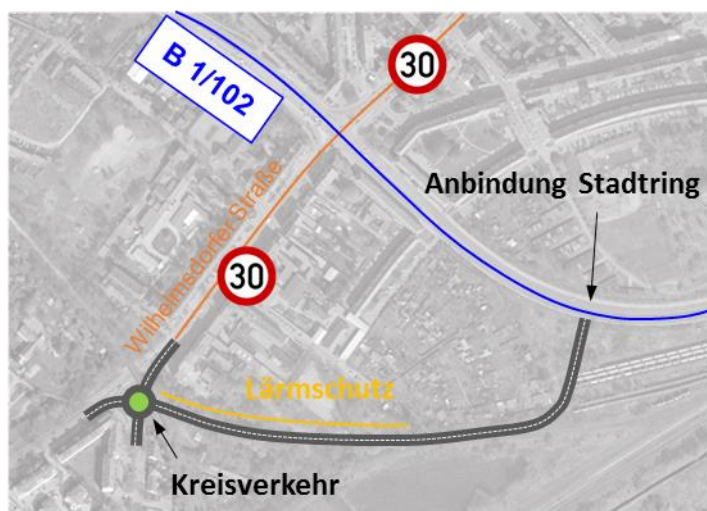 30
B 1/102
Anbindung Stadtring
Wilhelmsdorfer Straße
30
Lärmschutz
Kreisverkehr